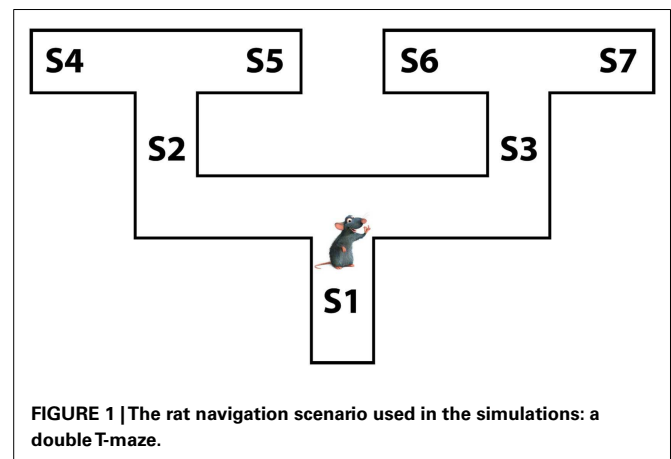 S4 S5 S6 S7
S2 S3
S1
FIGURE 1 | The rat navigation scenario used in the simulations: a
double T-maze.